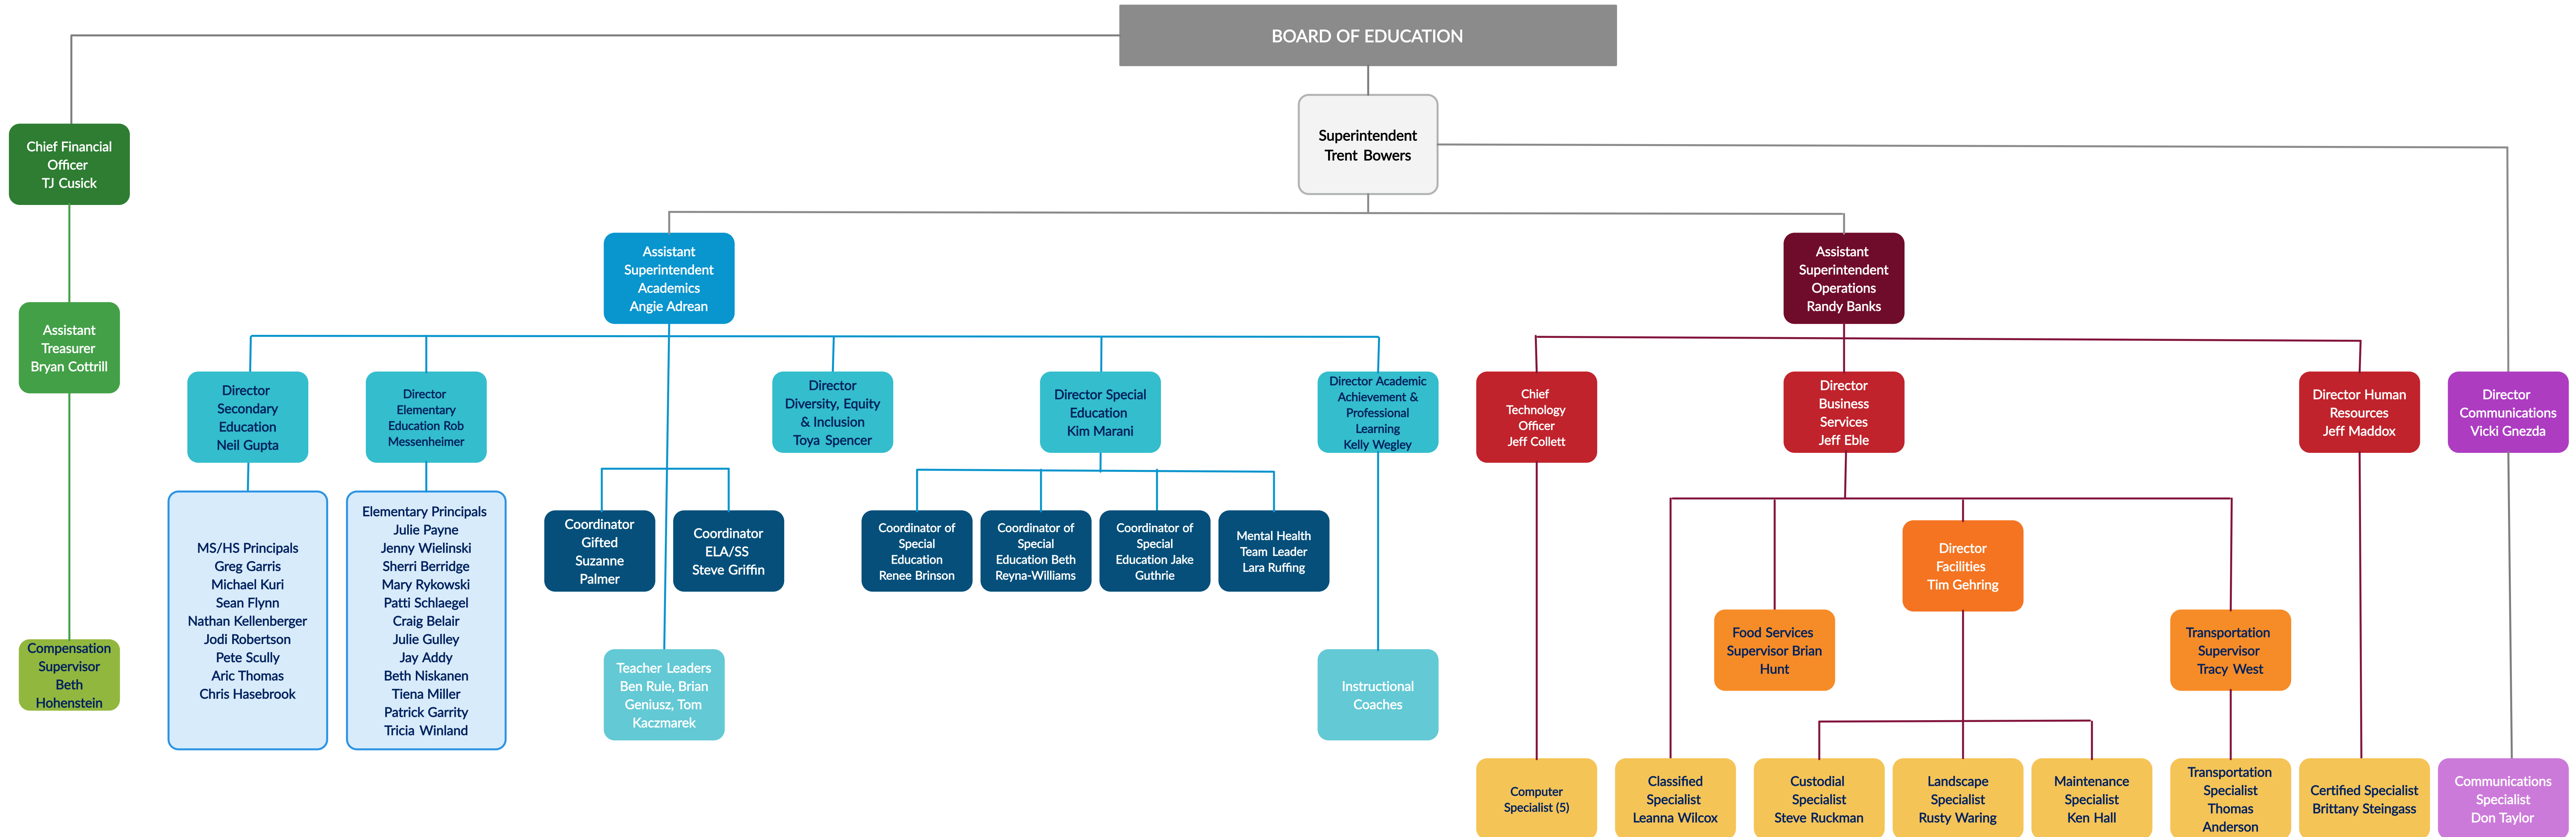 BOARD OF EDUCATION
Superintendent
Trent Bowers
Chief Financial
Officer
TJ Cusick
Assistant
Superintendent
Academics
Angie Adrean
Assistant
Superintendent
Operations
Randy Banks
Assistant
Treasurer
Bryan Cottrill
Director
Secondary
Education
Neil Gupta
Director
Elementary
Education Rob
Messenheimer
Director
Diversity, Equity
& Inclusion
Toya Spencer
Director Special
Education
Kim Marani
Director Academic
Achievement &
Professional
Learning
Kelly Wegley
Chief
Technology
Officer
Jeff Collett
Director
Business
Services
Jeff Eble
Director Human
Resources
Jeff Maddox
Director
Communications
Vicki Gnezda
MS/HS Principals
Greg Garris
Michael Kuri
Sean Flynn
Nathan Kellenberger
Jodi Robertson
Pete Scully
Aric Thomas
Chris Hasebrook
Elementary Principals
Julie Payne
Jenny Wielinski
Sherri Berridge
Mary Rykowski
Patti Schlaegel
Craig Belair
Julie Gulley
Jay Addy
Beth Niskanen
Tiena Miller
Patrick Garrity
Tricia Winland
Coordinator
Gifted
Suzanne
Palmer
Coordinator
ELA/SS
Steve Griffin
Coordinator of
Special
Education
Renee Brinson
Coordinator of
Special
Education Beth
Reyna-Williams
Coordinator of
Special
Education Jake
Guthrie
Mental Health
Team Leader
Lara Ruffing
Director
Facilities
Tim Gehring
Food Services
Supervisor Brian
Hunt
Transportation
Supervisor
Tracy West
Compensation
Supervisor
Beth
Hohenstein
Teacher Leaders
Ben Rule, Brian
Geniusz, Tom
Kaczmarek
Instructional
Coaches
Computer
Specialist (5)
Classified
Specialist
Leanna Wilcox
Custodial
Specialist
Steve Ruckman
Landscape
Specialist
Rusty Waring
Maintenance
Specialist
Ken Hall
Transportation
Specialist
Thomas
Anderson
Certified Specialist
Brittany Steingass
Communications
Specialist
Don Taylor